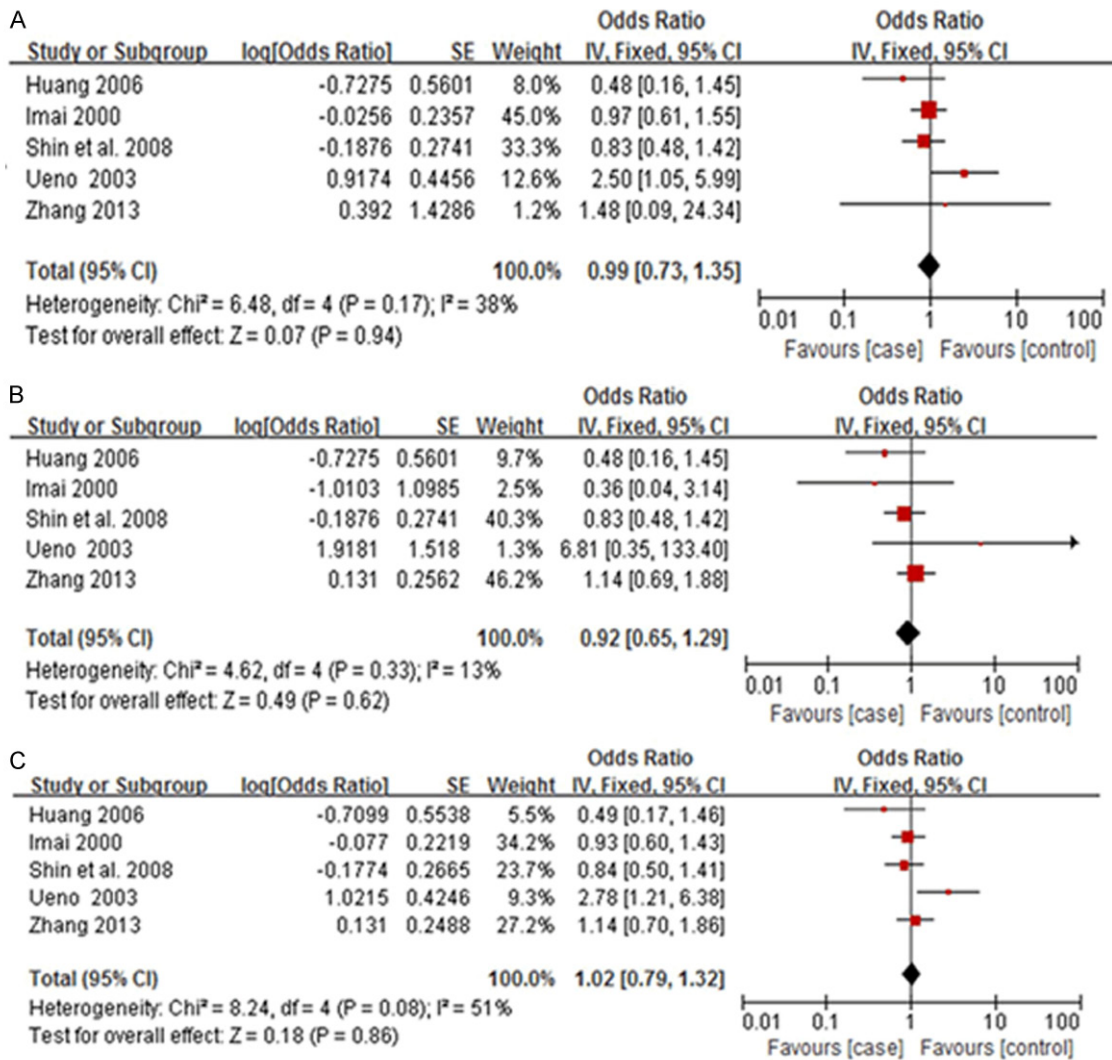 A
Odds Ratio Odds Ratio
Study or Subgroup log[Odds Ratio] SE Weight IV, Fixed, 95% CI IV, Fixed, 95% CI
Huang 2006 -0.7275 0.5601 8.0% 0.48 [0.16, 1.45]
Imai 2000 -0.0256 0.2357 45.0% 0.97 [0.61, 1.55]
Shin et al. 2008 -0.1876 0.2741 33.3% 0.83 [0.48, 1.42]
Ueno 2003 0.9174 0.4456 12.6% 2.50 [1.05, 5.99]
Zhang 2013 0.392 1.4286 1.2% 1.48 [0.09, 24.34]
Total (95% CI) 100.0% 0.99 [0.73, 1.35]
Heterogeneity: Chi² = 6.48, df = 4 (P = 0.17); I² = 38%
Test for overall effect: Z = 0.07 (P = 0.94)
0.01 0.1 1 10 100
Favours [case] Favours [control]
B
Odds Ratio Odds Ratio
Study or Subgroup log[Odds Ratio] SE Weight IV, Fixed, 95% CI IV, Fixed, 95% CI
Huang 2006 -0.7275 0.5601 9.7% 0.48 [0.16, 1.45]
Imai 2000 -1.0103 1.0985 2.5% 0.36 [0.04, 3.14]
Shin et al. 2008 -0.1876 0.2741 40.3% 0.83 [0.48, 1.42]
Ueno 2003 1.9181 1.518 1.3% 6.81 [0.35, 133.40]
Zhang 2013 0.131 0.2562 46.2% 1.14 [0.69, 1.88]
Total (95% CI) 100.0% 0.92 [0.65, 1.29]
Heterogeneity: Chi² = 4.62, df = 4 (P = 0.33); I² = 13%
Test for overall effect: Z = 0.49 (P = 0.62)
0.01 0.1 1 10 100
Favours [case] Favours [control]
C
Odds Ratio Odds Ratio
Study or Subgroup log[Odds Ratio] SE Weight IV, Fixed, 95% CI IV, Fixed, 95% CI
Huang 2006 -0.7099 0.5538 5.5% 0.49 [0.17, 1.46]
Imai 2000 -0.077 0.2219 34.2% 0.93 [0.60, 1.43]
Shin et al. 2008 -0.1774 0.2665 23.7% 0.84 [0.50, 1.41]
Ueno 2003 1.0215 0.4246 9.3% 2.78 [1.21, 6.38]
Zhang 2013 0.131 0.2488 27.2% 1.14 [0.70, 1.86]
Total (95% CI) 100.0% 1.02 [0.79, 1.32]
Heterogeneity: Chi² = 8.24, df = 4 (P = 0.08); I² = 51%
Test for overall effect: Z = 0.18 (P = 0.86)
0.01 0.1 1 10 100
Favours [case] Favours [control]